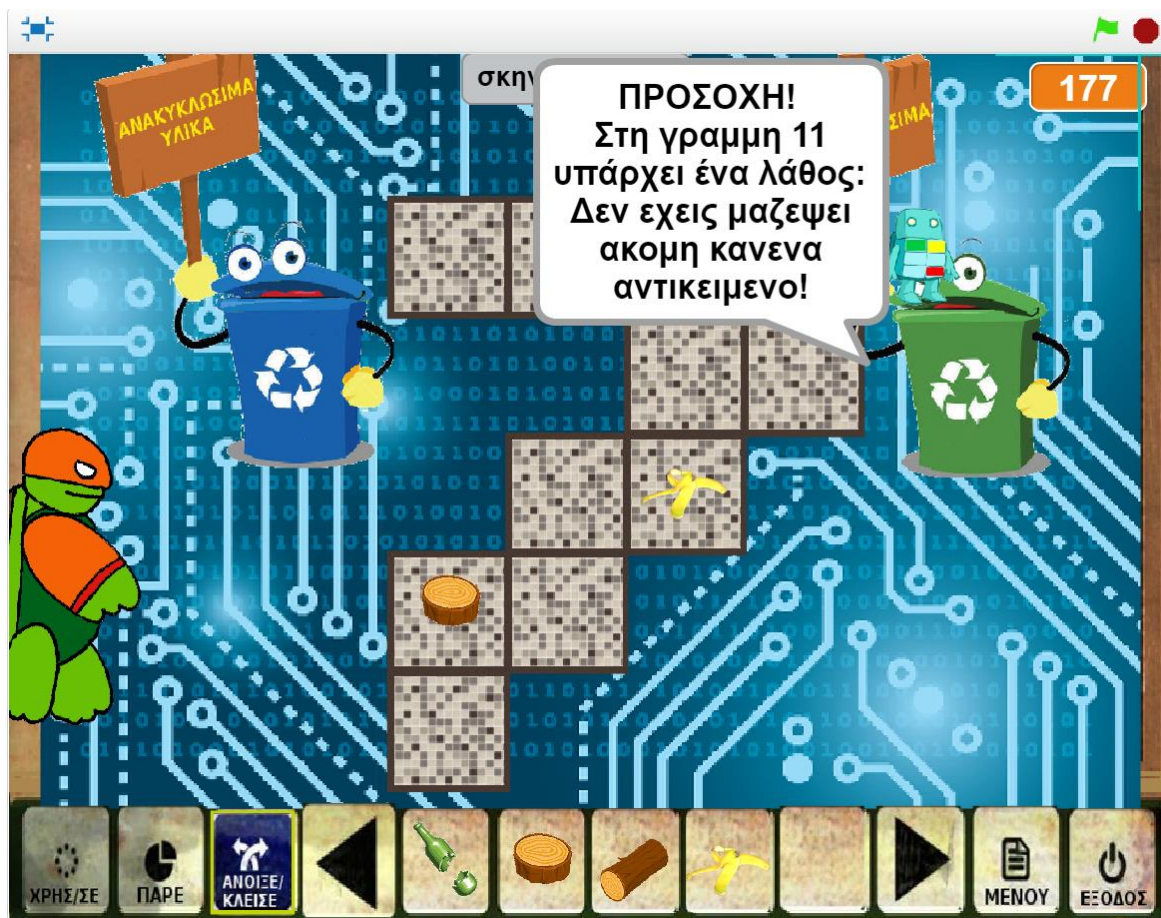 ΑΝΑΚΥΚΛΩΣΙΜΑ
ΥΛΙΚΑ
σκην
ΠΡΟΣΟΧΗ!
Στη γραμμη 11
υπάρχει ένα λάθος:
Δεν εχεις μαζεψει
ακομη κανενα
αντικειμενο!
ΣΙΜΑ
177
ΧΡΗΣ/ΣΕ
ΠΑΡΕ
ΑΝΟΙΞΕ/
ΚΛΕΙΣΕ
ΜΕΝΟΥ
ΕΞΟΔΟΣ